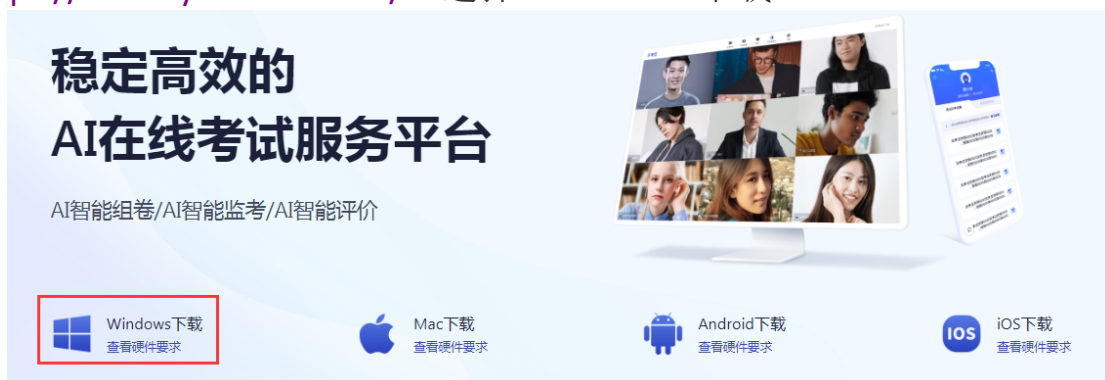 稳定高效的
AI在线考试服务平台
AI智能组卷/AI智能监考/AI智能评价
Windows下载
查看硬件要求
Mac下载
查看硬件要求
Android下载
查看硬件要求
iOS
iOS下载
查看硬件要求